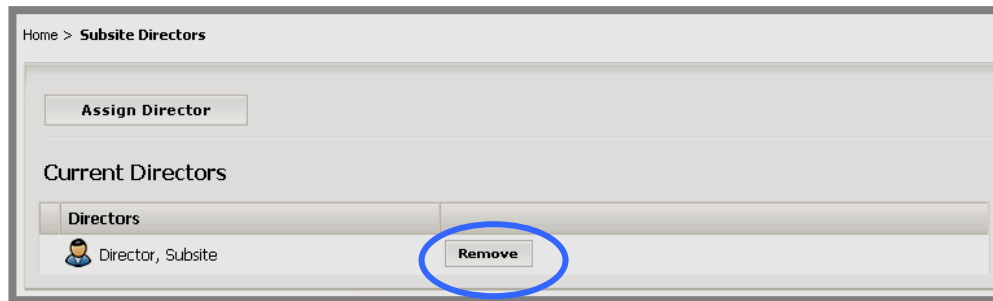 Home > Subsite Directors
Assign Director
Current Directors
Directors
Director, Subsite Remove